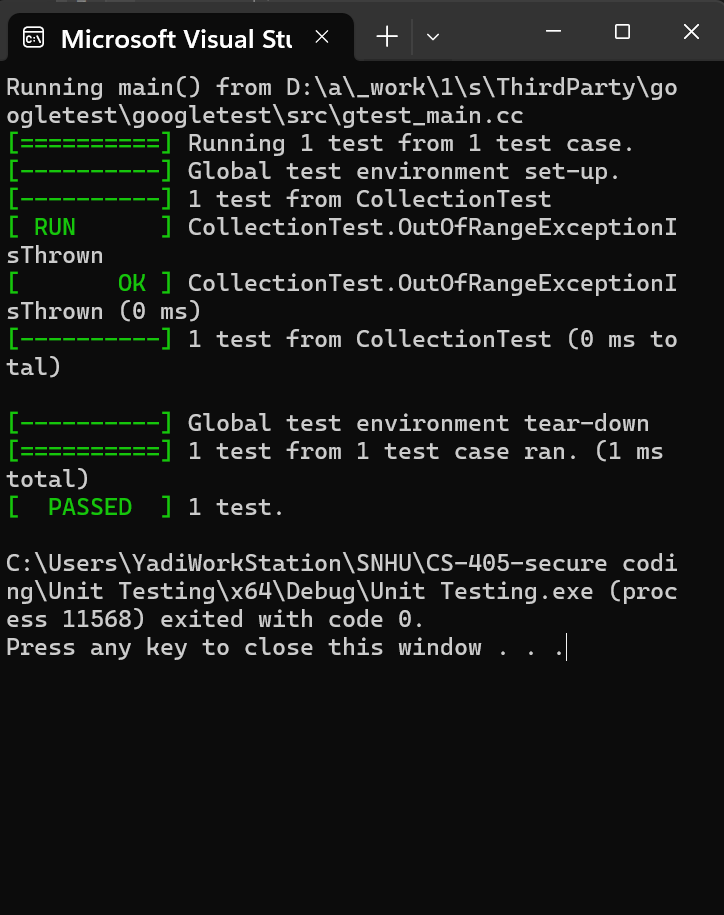 Microsoft Visual Stu
Running main() from D:\a\_work\1\s\ThirdParty\go
ogletest\googletest\src\gtest_main.cc
[==========] Running 1 test from 1 test case.
[----------] Global test environment set-up.
[----------] 1 test from CollectionTest
[ RUN      ] CollectionTest.OutOfRangeExceptionI
sThrown
[       OK ] CollectionTest.OutOfRangeExceptionI
sThrown (0 ms)
[----------] 1 test from CollectionTest (0 ms to
tal)
[----------] Global test environment tear-down
[==========] 1 test from 1 test case ran. (1 ms
total)
[  PASSED  ] 1 test.
C:\Users\YadiWorkStation\SNHU\CS-405-secure codi
ng\Unit Testing\x64\Debug\Unit Testing.exe (proc
ess 11568) exited with code 0.
Press any key to close this window . . .